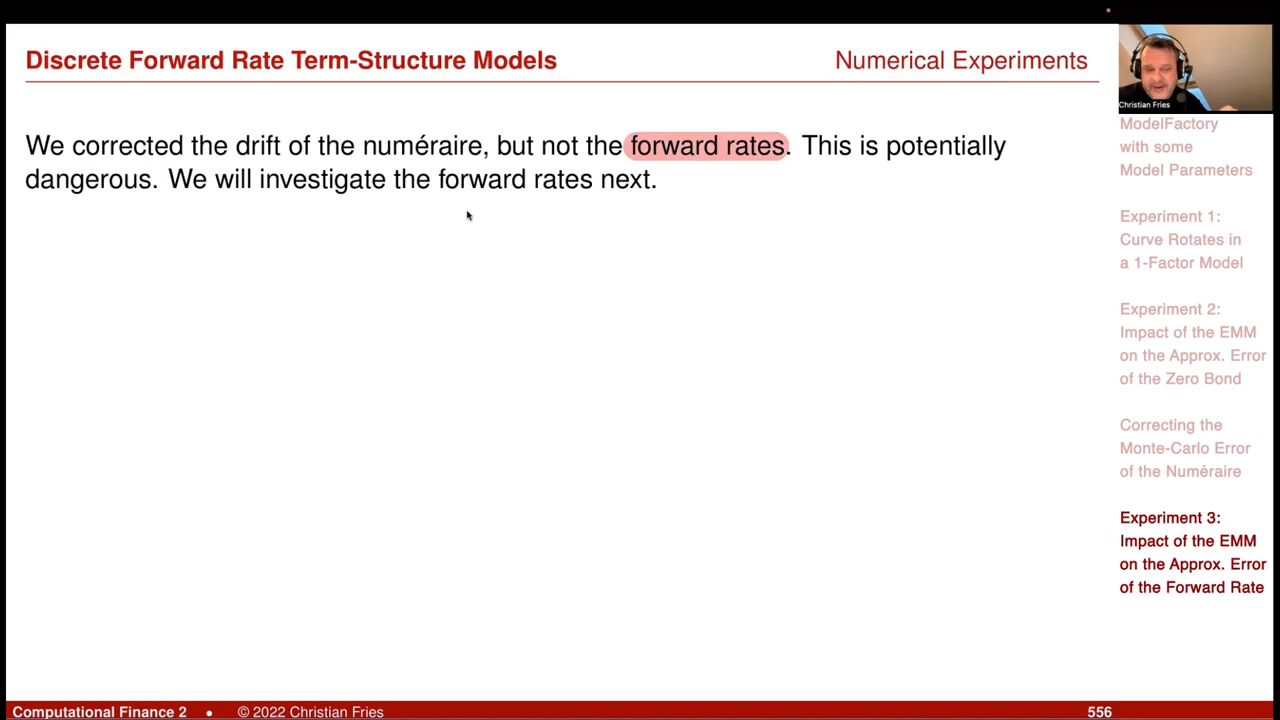 Discrete Forward Rate Term-Structure Models
Numerical Experiments
We corrected the drift of the numéraire, but not the forward rates. This is potentially
dangerous. We will investigate the forward rates next.
Christian Fries
ModelFactory
with some
Model Parameters
Experiment 1:
Curve Rotates in
a 1-Factor Model
Experiment 2:
Impact of the EMM
on the Approx. Error
of the Zero Bond
Correcting the
Monte-Carlo Error
of the Numéraire
Experiment 3:
Impact of the EMM
on the Approx. Error
of the Forward Rate
Computational Finance 2 • © 2022 Christian Fries
556